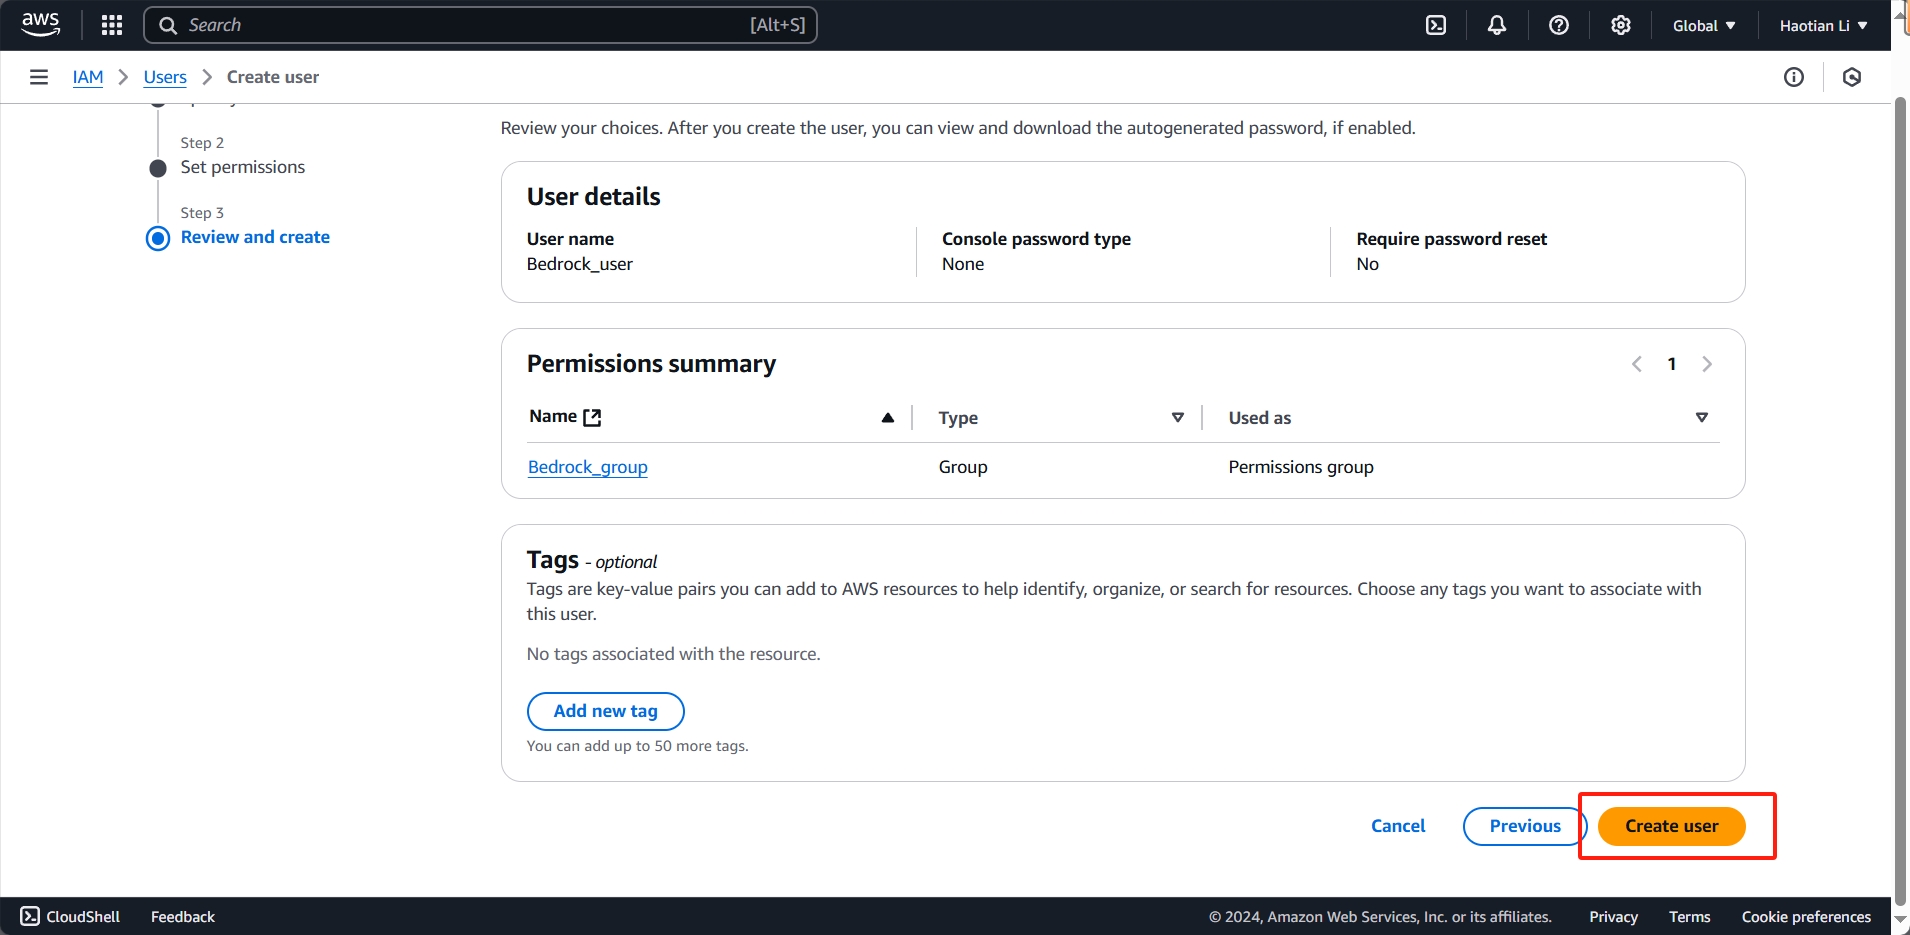 aws
Search
[Alt+S]
Global
Haotian Li
IAM
Users
Create user
Step 2
Set permissions
Step 3
Review and create
Review your choices. After you create the user, you can view and download the autogenerated password, if enabled.
User details
User name
Bedrock_user
Console password type
None
Require password reset
No
Permissions summary
1
Name
Type
Used as
Bedrock_group
Group
Permissions group
Tags - optional
Tags are key-value pairs you can add to AWS resources to help identify, organize, or search for resources. Choose any tags you want to associate with
this user.
No tags associated with the resource.
Add new tag
You can add up to 50 more tags.
Cancel
Previous
Create user
CloudShell
Feedback
© 2024, Amazon Web Services, Inc. or its affiliates.
Privacy
Terms
Cookie preferences